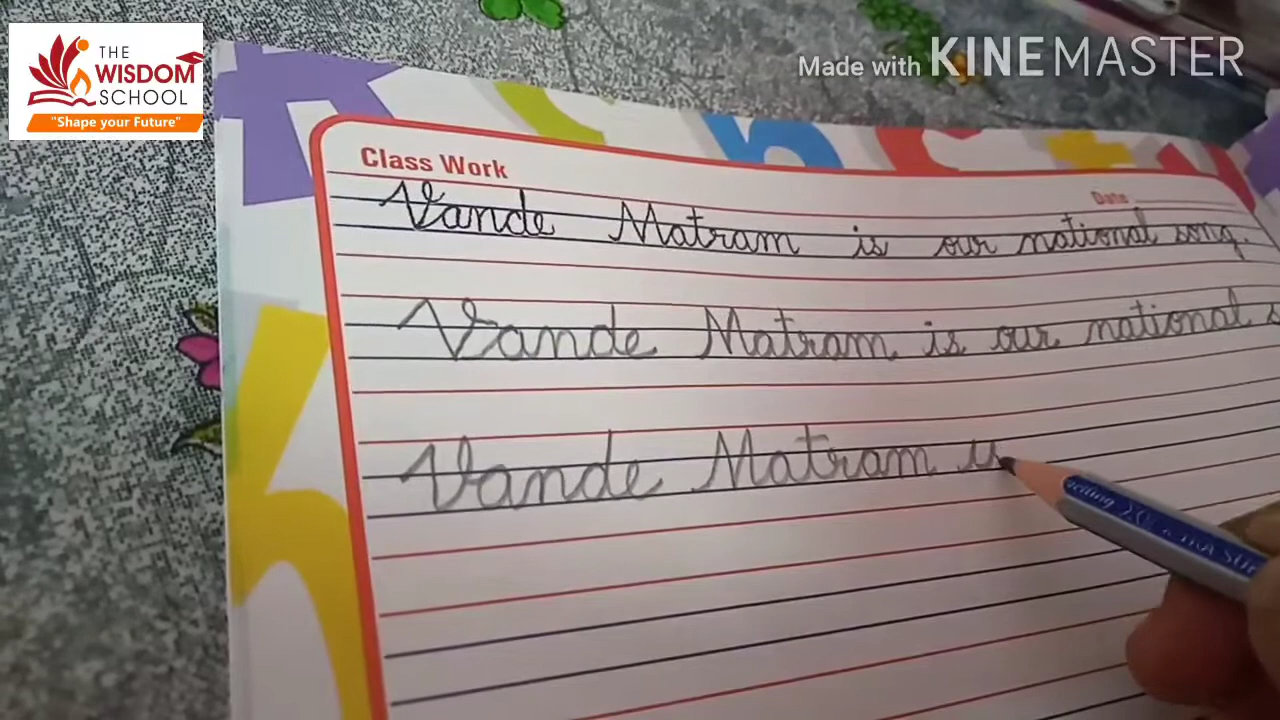 THE
WISDOM
SCHOOL
"Shape your Future"
Made with KINEMASTER
Class Work
Date
Vande Matram is our national song.
Vande Matram is our national s
Vande Matram is